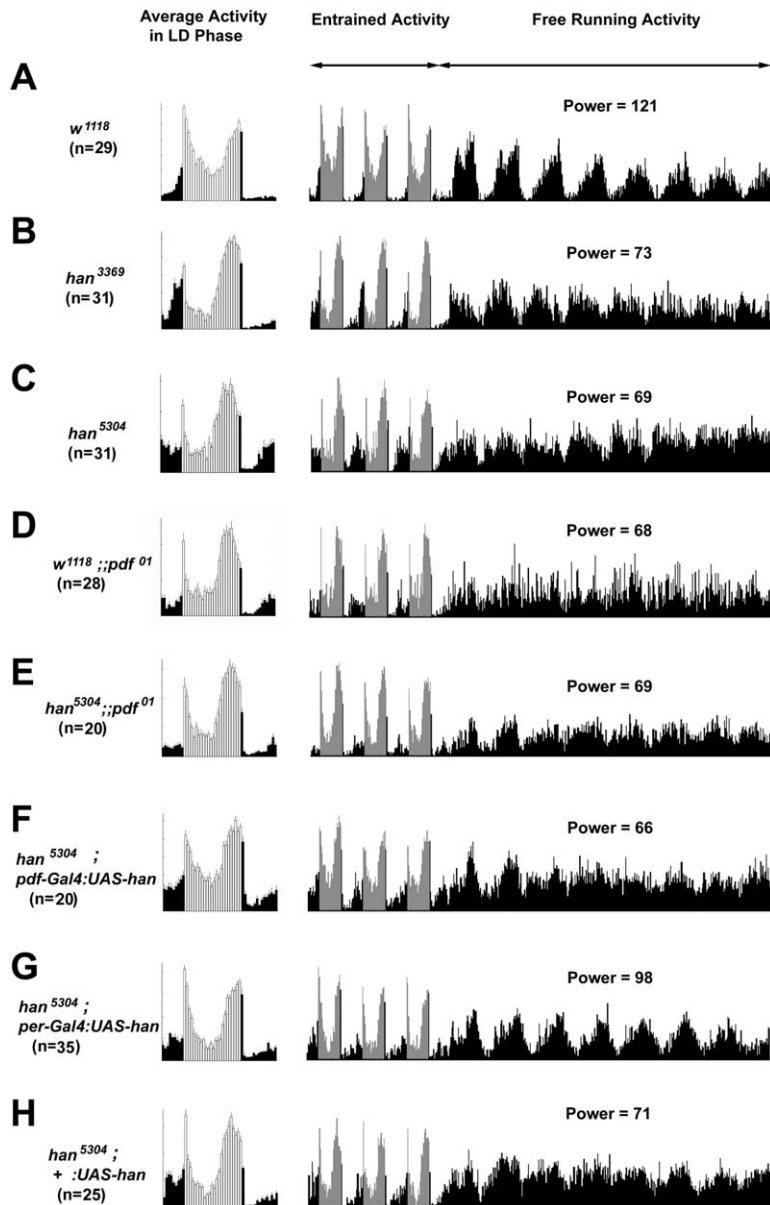 Average Activity
in LD Phase
Entrained Activity
Free Running Activity
A
w1118
(n=29)
Power = 121
B
han3369
(n=31)
Power = 73
C
han5304
(n=31)
Power = 69
D
w1118 ;;pdf 01
(n=28)
Power = 68
E
han5304;;pdf 01
(n=20)
Power = 69
F
han 5304 ;
pdf-Gal4:UAS-han
(n=20)
Power = 66
G
han 5304 ;
per-Gal4:UAS-han
(n=35)
Power = 98
H
han 5304 ;
+ :UAS-han
(n=25)
Power = 71